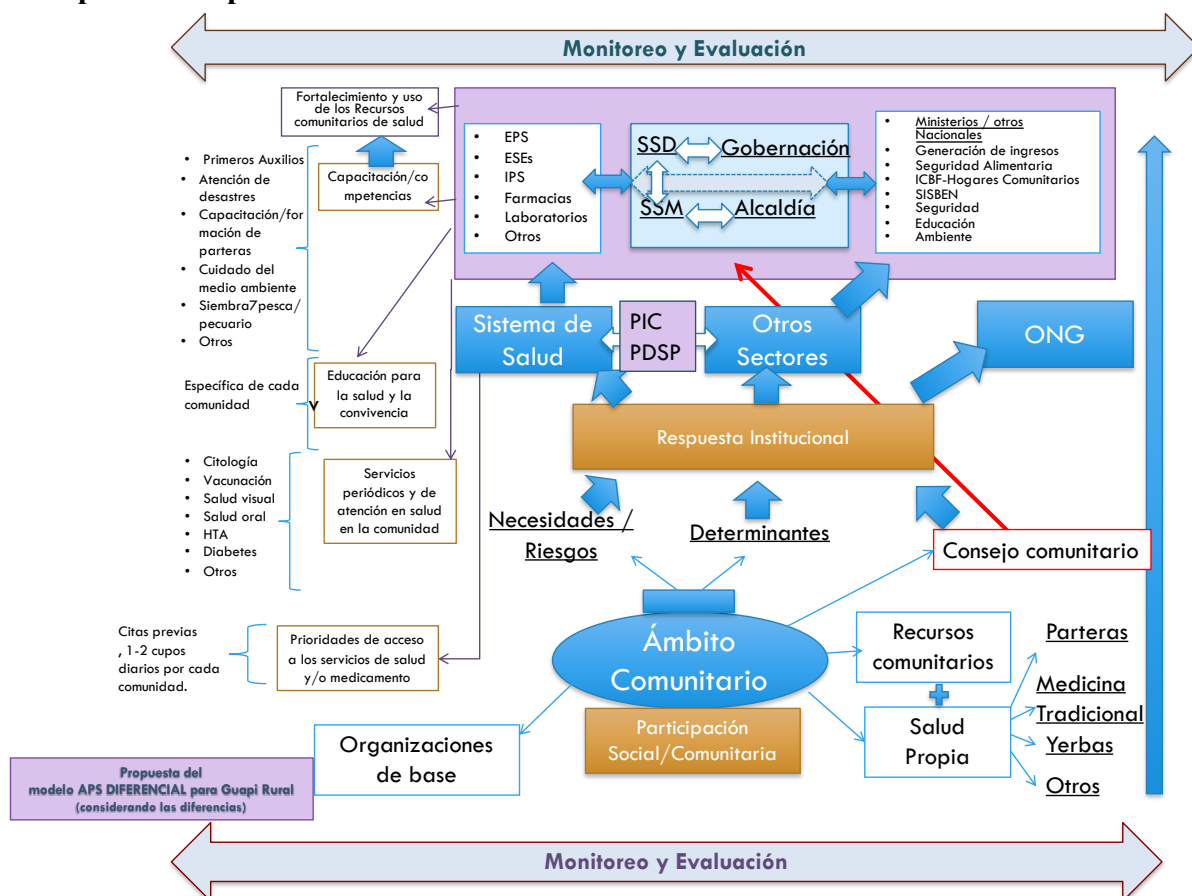 Monitoreo y Evaluación
Fortalecimiento y uso
de los Recursos
comunitarios de salud
• Primeros Auxilios
• Atención de
desastres
• Capacitación/for
mación de
parteras
• Cuidado del
medio ambiente
• Siembra7pesca/
pecuario
• Otros
Capacitación/co
mpetencias
• EPS
• ESEs
• IPS
• Farmacias
• Laboratorios
• Otros
SSD
Gobernación
SSM
Alcaldía
• Ministerios / otros
Nacionales
• Generación de ingresos
• Seguridad Alimentaria
• ICBF-Hogares Comunitarios
• SISBEN
• Seguridad
• Educación
• Ambiente
Sistema de
Salud
PIC
PDSP
Otros
Sectores
ONG
Específica de cada
comunidad
Educación para
la salud y la
convivencia
Respuesta Institucional
• Citología
• Vacunación
• Salud visual
• Salud oral
• HTA
• Diabetes
• Otros
Servicios
periódicos y de
atención en salud
en la comunidad
Necesidades /
Riesgos
Determinantes
Consejo comunitario
Citas previas
, 1-2 cupos
diarios por cada
comunidad.
Prioridades de acceso
a los servicios de salud
y/o medicamento
Ámbito
Comunitario
Recursos
comunitarios
Parteras
Medicina
Tradicional
Yerbas
Otros
Participación
Social/Comunitaria
Salud
Propia
Organizaciones
de base
Propuesta del
modelo APS DIFERENCIAL para Guapi Rural
(considerando las diferencias)
Monitoreo y Evaluación